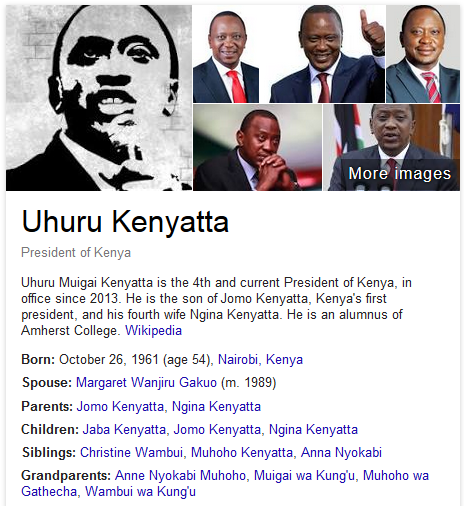 More images
Uhuru Kenyatta
President of Kenya
Uhuru Muigai Kenyatta is the 4th and current President of Kenya, in
office since 2013. He is the son of Jomo Kenyatta, Kenya's first
president, and his fourth wife Ngina Kenyatta. He is an alumnus of
Amherst College. Wikipedia
Born: October 26, 1961 (age 54), Nairobi, Kenya
Spouse: Margaret Wanjiru Gakuo (m. 1989)
Parents: Jomo Kenyatta, Ngina Kenyatta
Children: Jaba Kenyatta, Jomo Kenyatta, Ngina Kenyatta
Siblings: Christine Wambui, Muhoho Kenyatta, Anna Nyokabi
Grandparents: Anne Nyokabi Muhoho, Muigai wa Kung'u, Muhoho wa
Gathecha, Wambui wa Kung'u